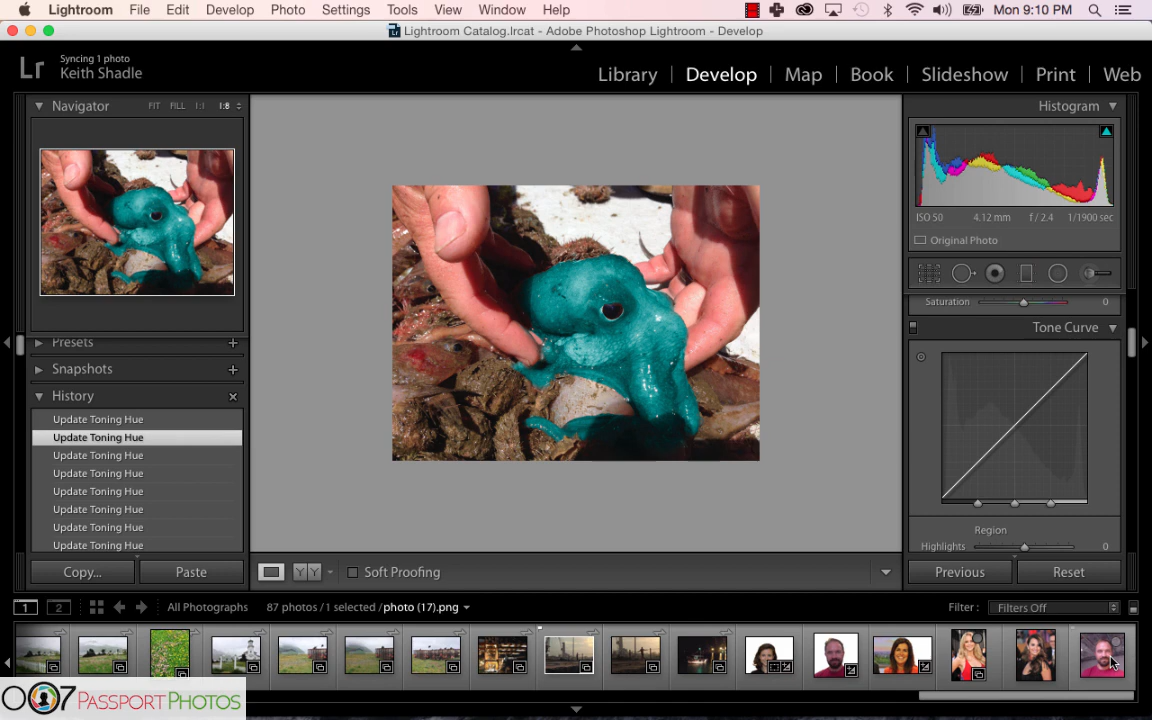 Lightroom File Edit Develop Photo Settings Tools View Window Help Mon 9:10 PM
Lightroom Catalog.lrcat - Adobe Photoshop Lightroom - Develop
Lr Syncing 1 photo
Keith Shadle
Library | Develop | Map | Book | Slideshow | Print | Web
Navigator FIT FILL 1:1 1:8
Histogram
ISO 50 4.12 mm f / 2.4 1/1900 sec
Original Photo
Saturation 0
Tone Curve
Presets
Snapshots
History
Update Toning Hue
Update Toning Hue
Update Toning Hue
Update Toning Hue
Update Toning Hue
Update Toning Hue
Update Toning Hue
Update Toning Hue
Region
Highlights 0
Copy... Paste
YY Soft Proofing
Previous Reset
1 2 All Photographs 87 photos / 1 selected / photo (17).png Filter : Filters Off
007 PASSPORT PHOTOS